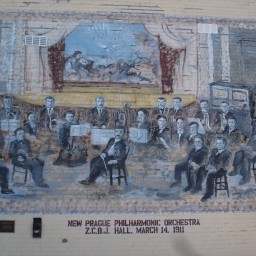 NEW PRAGUE PHILHARMONIC ORCHESTRA
Z.C.B.J. HALL, MARCH 14, 1911